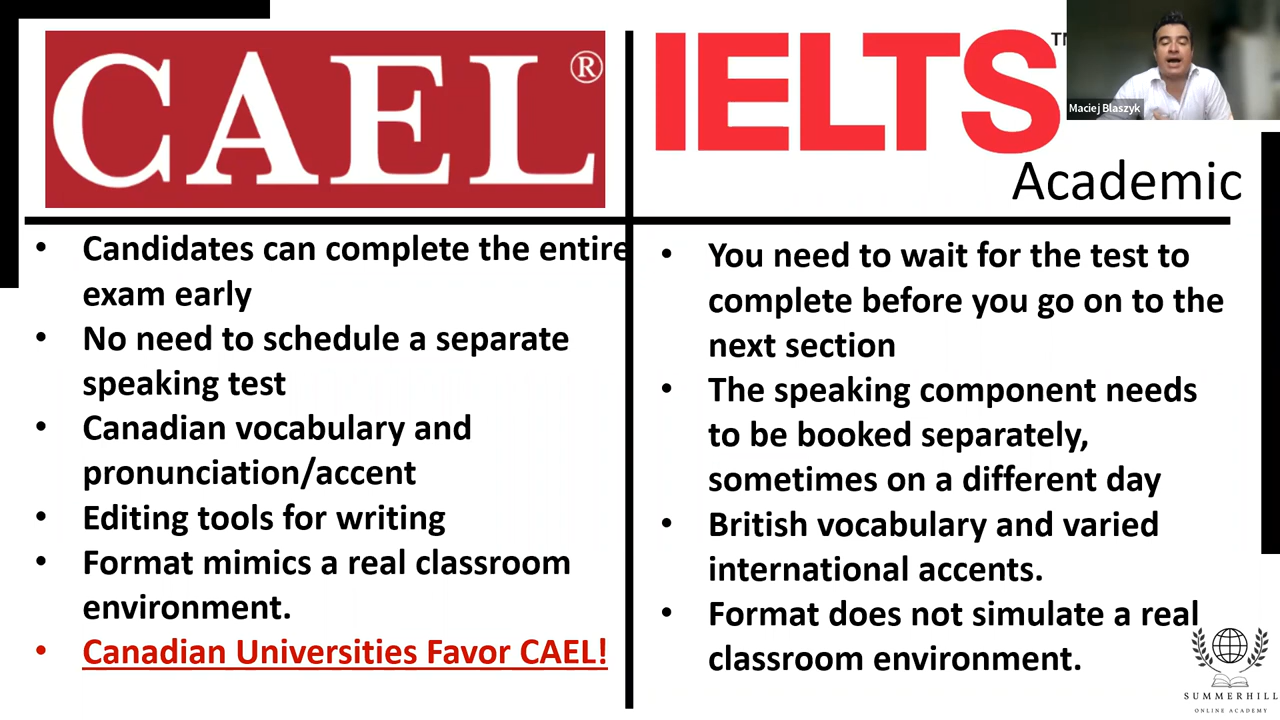 CAEL®
• Candidates can complete the entire
exam early
• No need to schedule a separate
speaking test
• Canadian vocabulary and
pronunciation/accent
• Editing tools for writing
• Format mimics a real classroom
environment.
• Canadian Universities Favor CAEL!
IELTS TM
Academic
• You need to wait for the test to
complete before you go on to the
next section
• The speaking component needs
to be booked separately,
sometimes on a different day
• British vocabulary and varied
international accents.
• Format does not simulate a real
classroom environment.
Maciej Blaszyk
SUMMERHILL
ONLINE ACADEMY